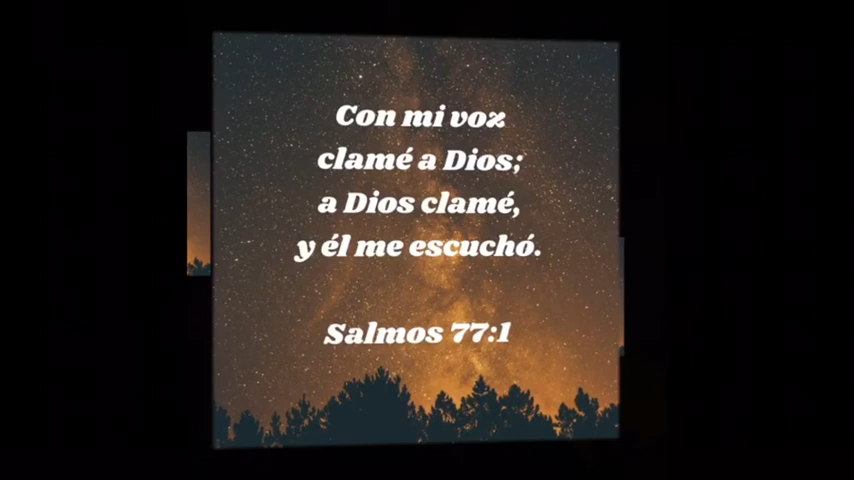 Con mi voz
clamé a Dios;
a Dios clamé,
y él me escuchó.
Salmos 77:1